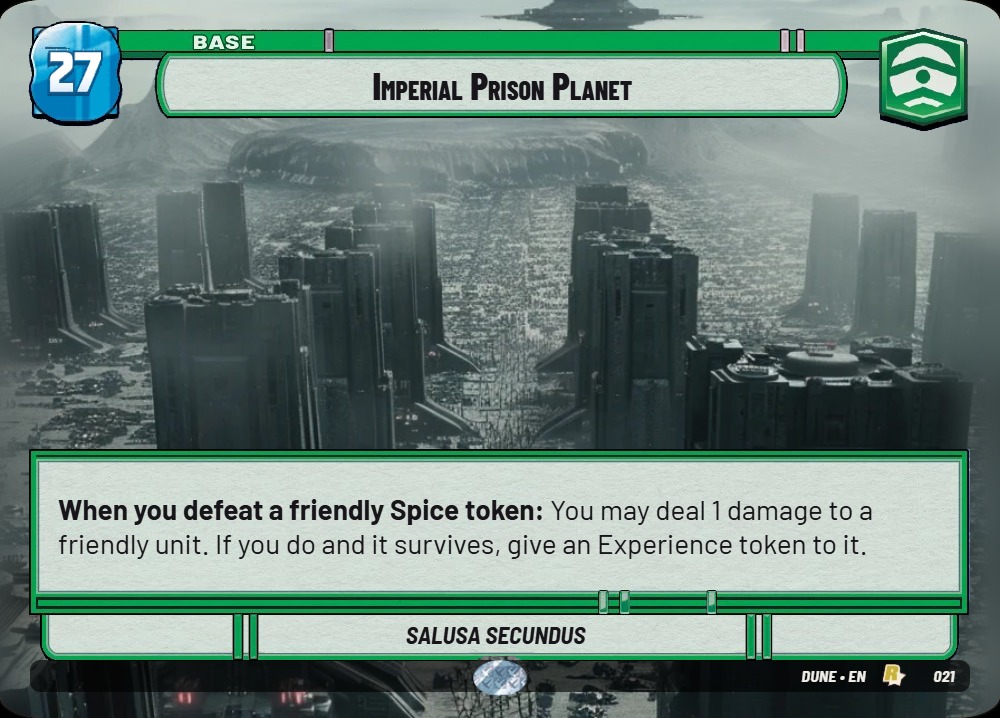 BASE
27
Imperial Prison Planet
When you defeat a friendly Spice token: You may deal 1 damage to a
friendly unit. If you do and it survives, give an Experience token to it.
SALUSA SECUNDUS
DUNE • EN R 021